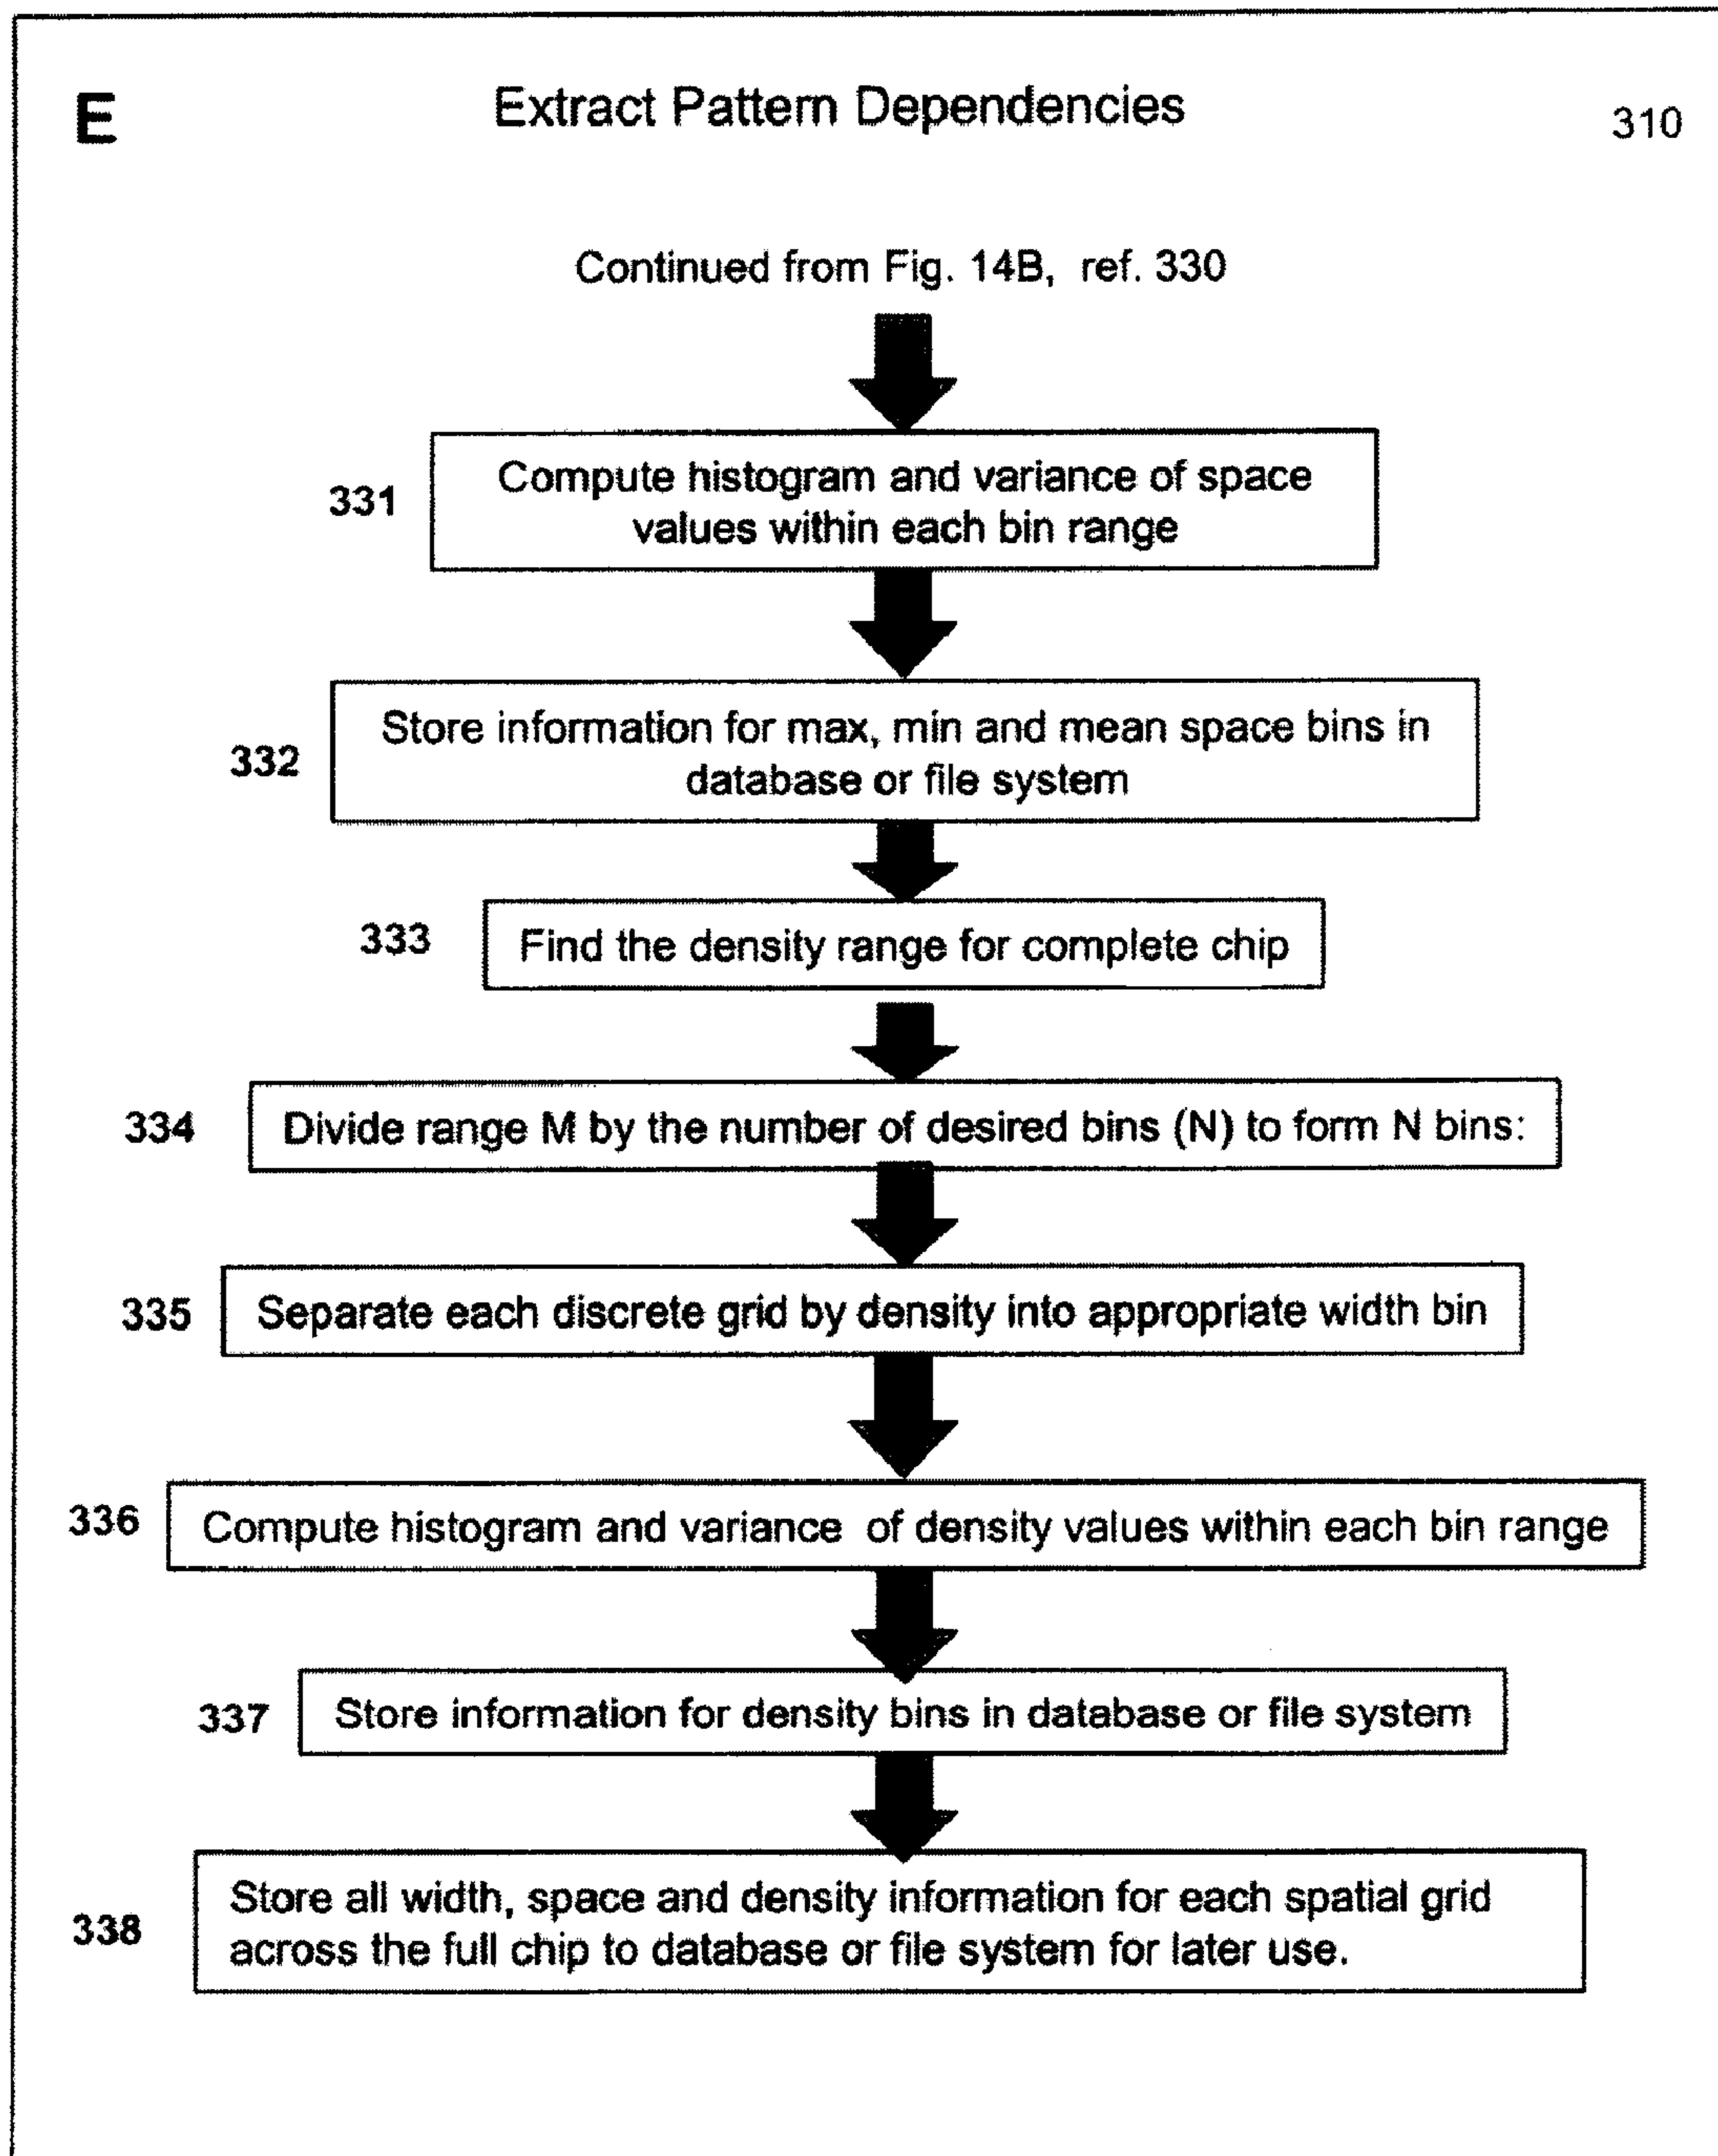 E Extract Pattern Dependencies 310
Continued from Fig. 14B, ref. 330
331 Compute histogram and variance of space
values within each bin range
332 Store information for max, min and mean space bins in
database or file system
333 Find the density range for complete chip
334 Divide range M by the number of desired bins (N) to form N bins:
335 Separate each discrete grid by density into appropriate width bin
336 Compute histogram and variance of density values within each bin range
337 Store information for density bins in database or file system
338 Store all width, space and density information for each spatial grid
across the full chip to database or file system for later use.